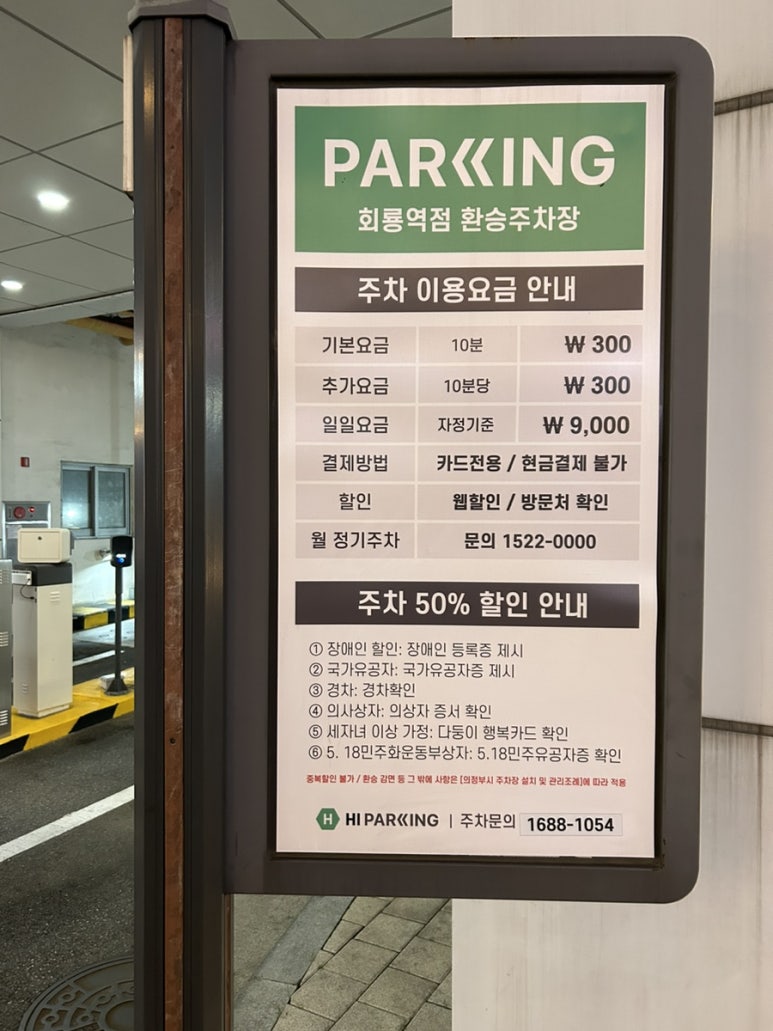 PARKING
회룡역점 환승주차장
주차 이용요금 안내
기본요금 10분 ₩ 300
추가요금 10분당 ₩ 300
일일요금 자정기준 ₩ 9,000
결제방법 카드전용 / 현금결제 불가
할인 웹할인 / 방문처 확인
월 정기주차 문의 1522-0000
주차 50% 할인 안내
① 장애인 할인: 장애인 등록증 제시
② 국가유공자: 국가유공자증 제시
③ 경차: 경차확인
④ 의사상자: 의상자 증서 확인
⑤ 세자녀 이상 가정: 다둥이 행복카드 확인
⑥ 5. 18민주화운동부상자: 5.18민주유공자증 확인
중복할인 불가 / 환승 감면 등 그 밖에 사항은 [의정부시 주차장 설치 및 관리조례]에 따라 적용
H HI PARKING | 주차문의 1688-1054